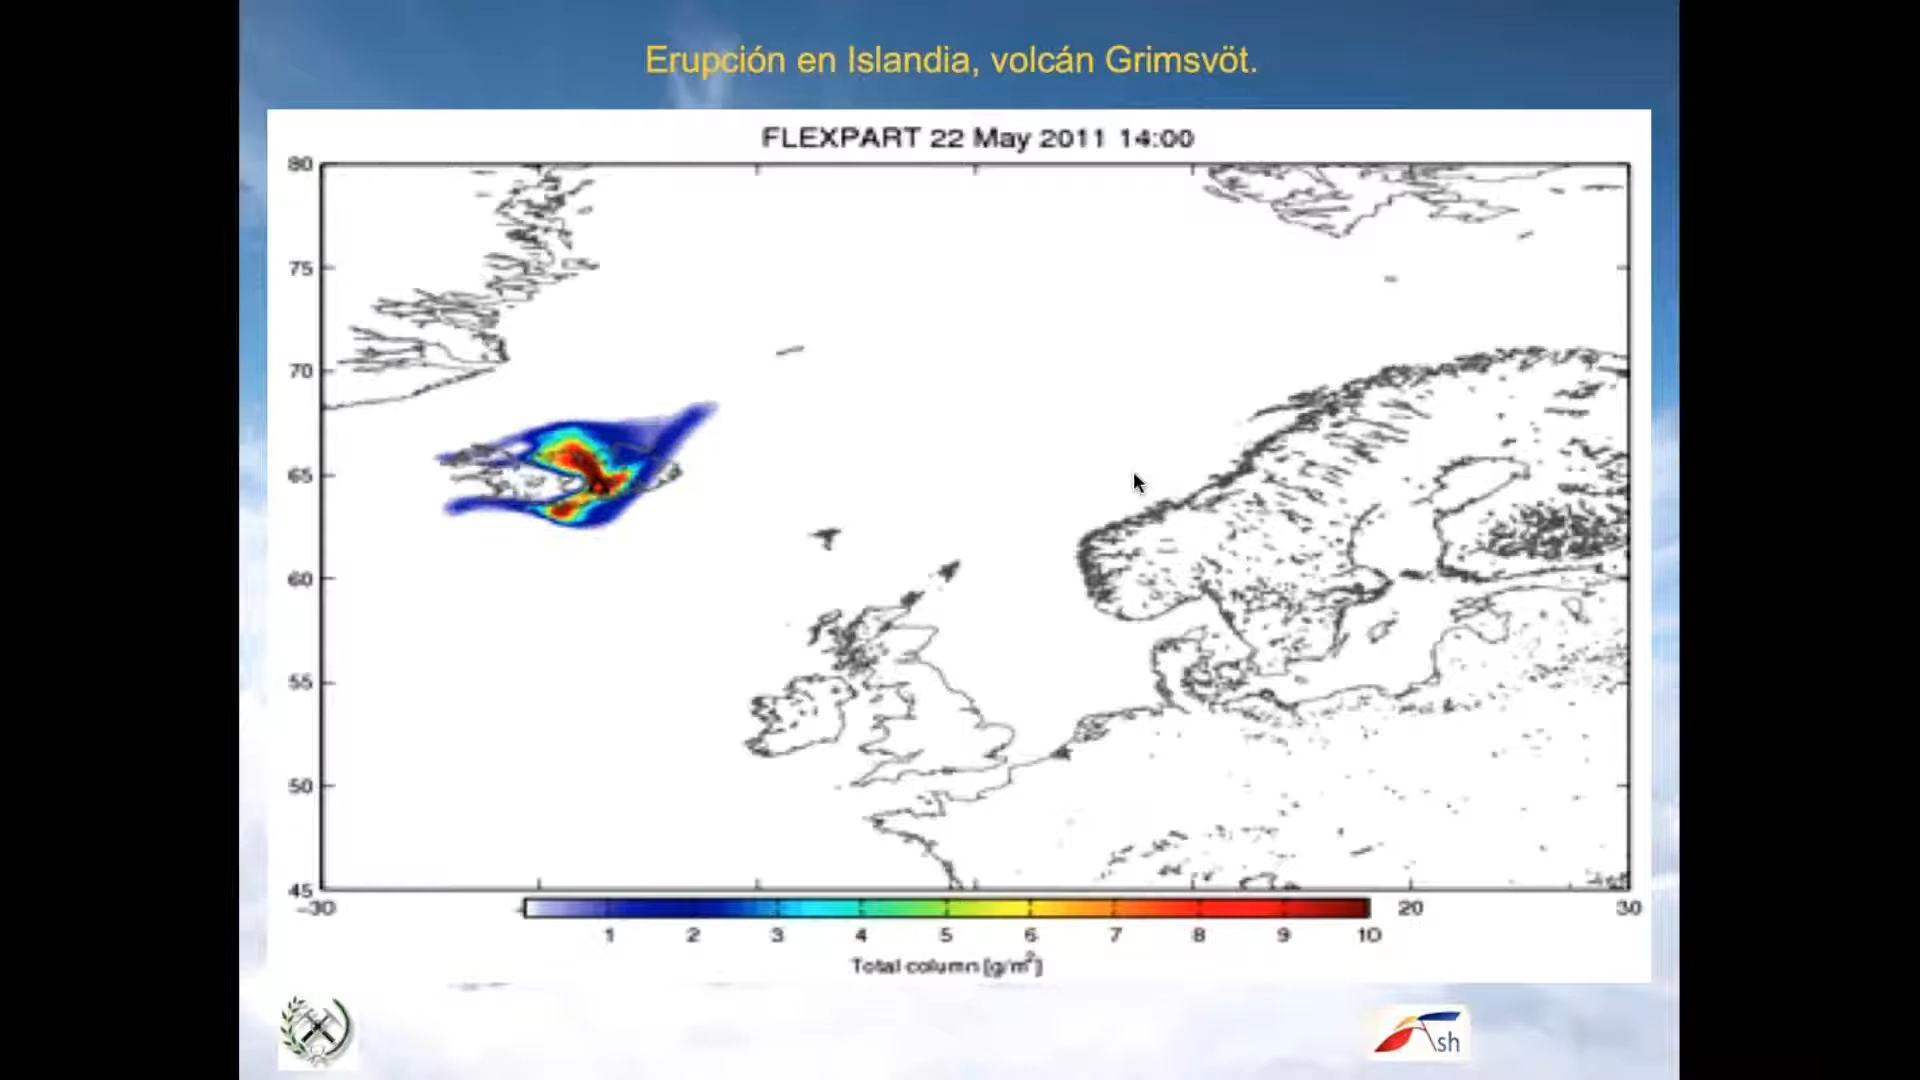 Erupción en Islandia, volcán Grimsvöt.
FLEXPART 22 May 2011 14:00
80
75
70
65
60
55
50
45
-30
20
30
1 2 3 4 5 6 7 8 9 10
Total column [g/m²]
sh